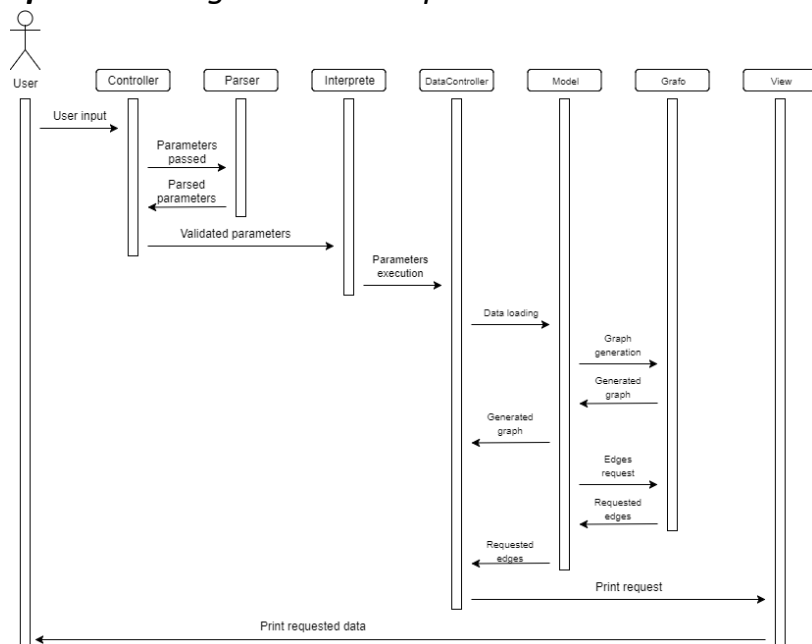 User
Controller
Parser
Interprete
DataController
Model
Grafo
View
User input
Parameters
passed
Parsed
parameters
Validated parameters
Parameters
execution
Data loading
Graph
generation
Generated
graph
Generated
graph
Edges
request
Requested
edges
Requested
edges
Print request
Print requested data